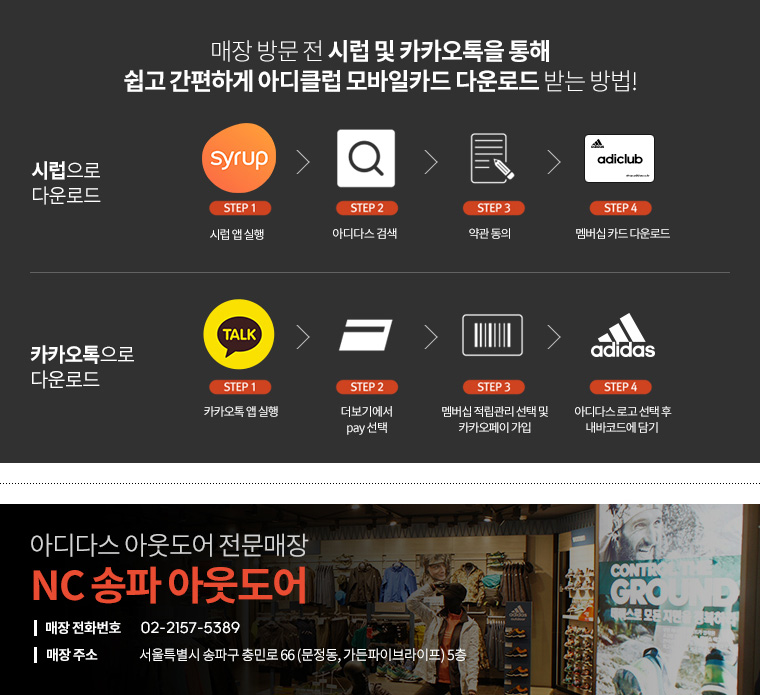 매장 방문 전 시럽 및 카카오톡을 통해
쉽고 간편하게 아디클럽 모바일카드 다운로드 받는 방법!
시럽으로
다운로드
syrup
adiclub
STEP 1
STEP 2
STEP 3
STEP 4
시럽 앱 실행
아디다스 검색
약관 동의
멤버십 카드 다운로드
카카오톡으로
다운로드
TALK
adidas
STEP 1
STEP 2
STEP 3
STEP 4
카카오톡 앱 실행
더보기에서
pay 선택
멤버십 적립관리 선택 및
카카오페이 가입
아디다스 로고 선택 후
내바코드에 담기
아디다스 아웃도어 전문매장
NC 송파 아웃도어
매장 전화번호 02-2157-5389
매장 주소 서울특별시 송파구 충민로 66 (문정동, 가든파이브라이프) 5층
CONTROL THE
GROUND
모든 지면을